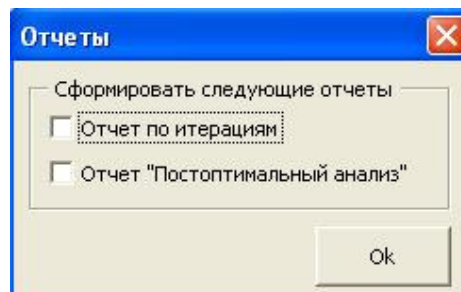 Отчеты
Сформировать следующие отчеты
Отчет по итерациям
Отчет "Постоптимальный анализ"
Ok